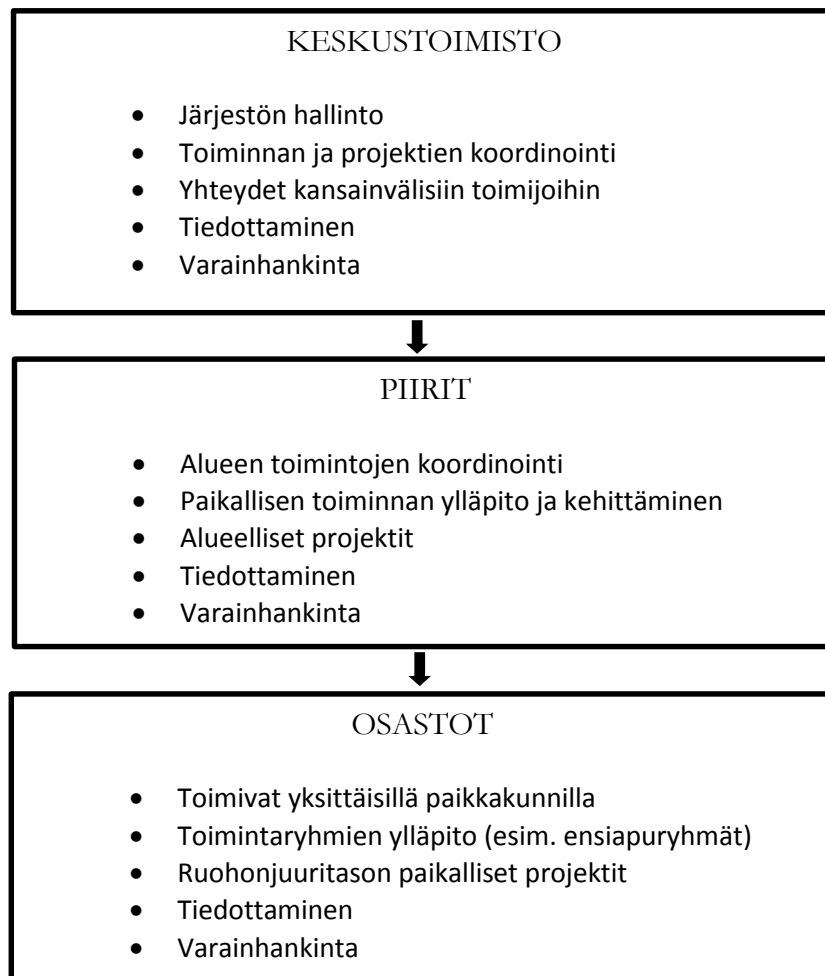 KESKUSTOIMISTO
• Järjestön hallinto
• Toiminnan ja projektien koordinointi
• Yhteydet kansainvälisiin toimijoihin
• Tiedottaminen
• Varainhankinta
PIIRIT
• Alueen toimintojen koordinointi
• Paikallisen toiminnan ylläpito ja kehittäminen
• Alueelliset projektit
• Tiedottaminen
• Varainhankinta
OSASTOT
• Toimivat yksittäisillä paikkakunnilla
• Toimintaryhmien ylläpito (esim. ensiapuryhmät)
• Ruohonjuuritason paikalliset projektit
• Tiedottaminen
• Varainhankinta